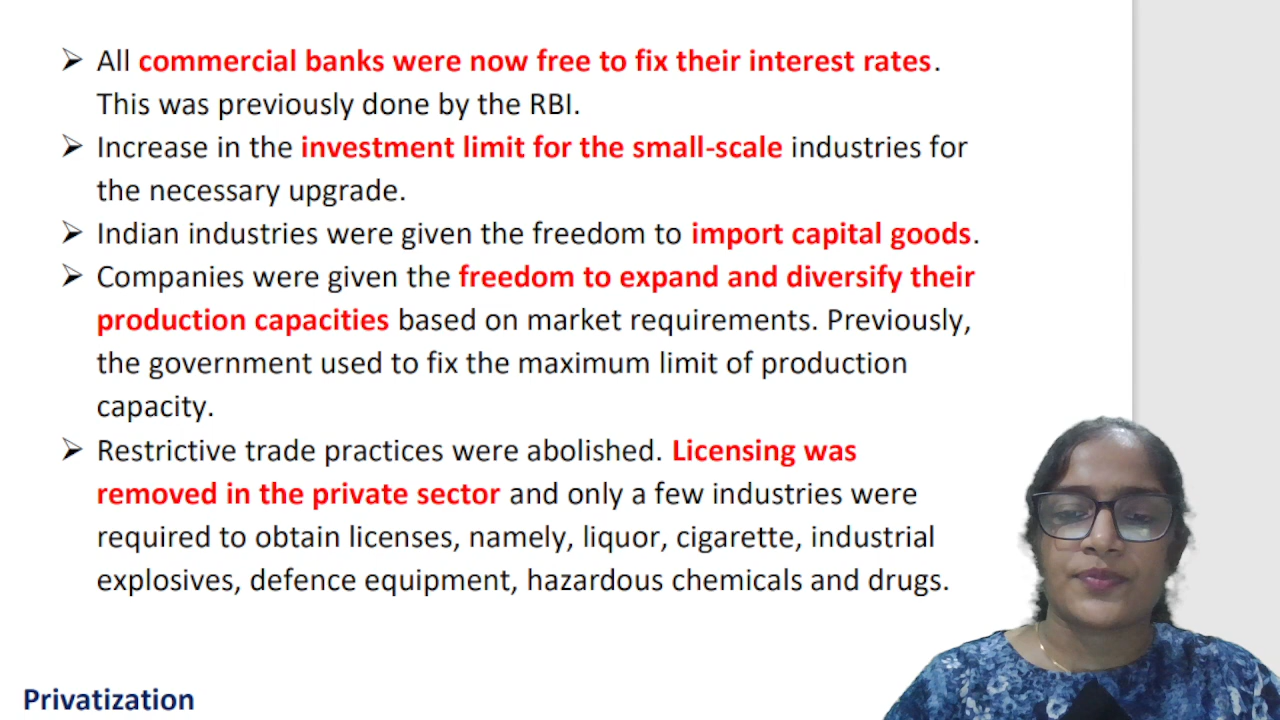 ➢ All commercial banks were now free to fix their interest rates.
This was previously done by the RBI.
➢ Increase in the investment limit for the small-scale industries for
the necessary upgrade.
➢ Indian industries were given the freedom to import capital goods.
➢ Companies were given the freedom to expand and diversify their
production capacities based on market requirements. Previously,
the government used to fix the maximum limit of production
capacity.
➢ Restrictive trade practices were abolished. Licensing was
removed in the private sector and only a few industries were
required to obtain licenses, namely, liquor, cigarette, industrial
explosives, defence equipment, hazardous chemicals and drugs.
Privatization